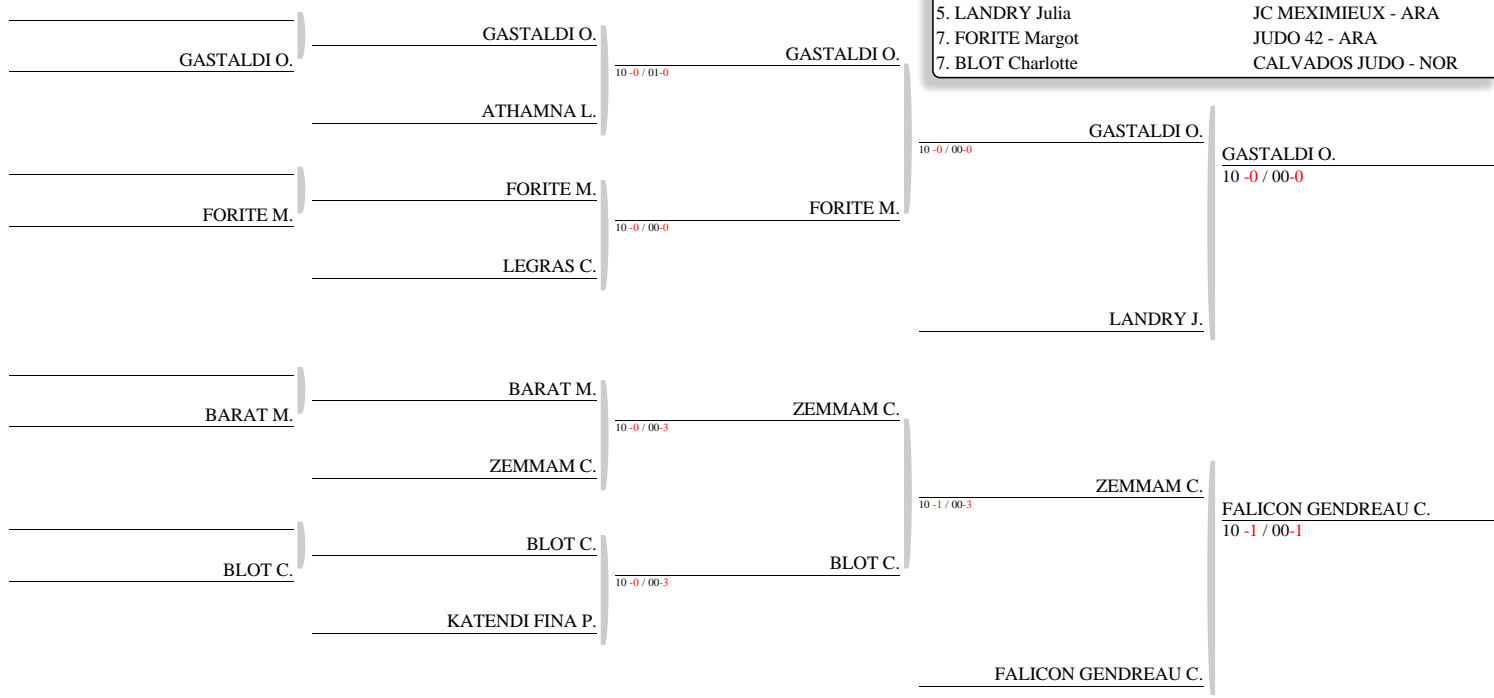 5. LANDRY Julia JC MEXIMIEUX - ARA
7. FORITE Margot JUDO 42 - ARA
7. BLOT Charlotte CALVADOS JUDO - NOR
GASTALDI O.
GASTALDI O.
GASTALDI O.
10 -0 / 01-0
ATHAMNA L.
GASTALDI O.
10 -0 / 00-0
GASTALDI O.
10 -0 / 00-0
FORITE M.
FORITE M.
FORITE M.
10 -0 / 00-0
LEGRAS C.
LANDRY J.
BARAT M.
BARAT M.
ZEMMAM C.
10 -0 / 00-3
ZEMMAM C.
ZEMMAM C.
10 -1 / 00-3
FALICON GENDREAU C.
10 -1 / 00-1
BLOT C.
BLOT C.
BLOT C.
10 -0 / 00-3
KATENDI FINA P.
FALICON GENDREAU C.